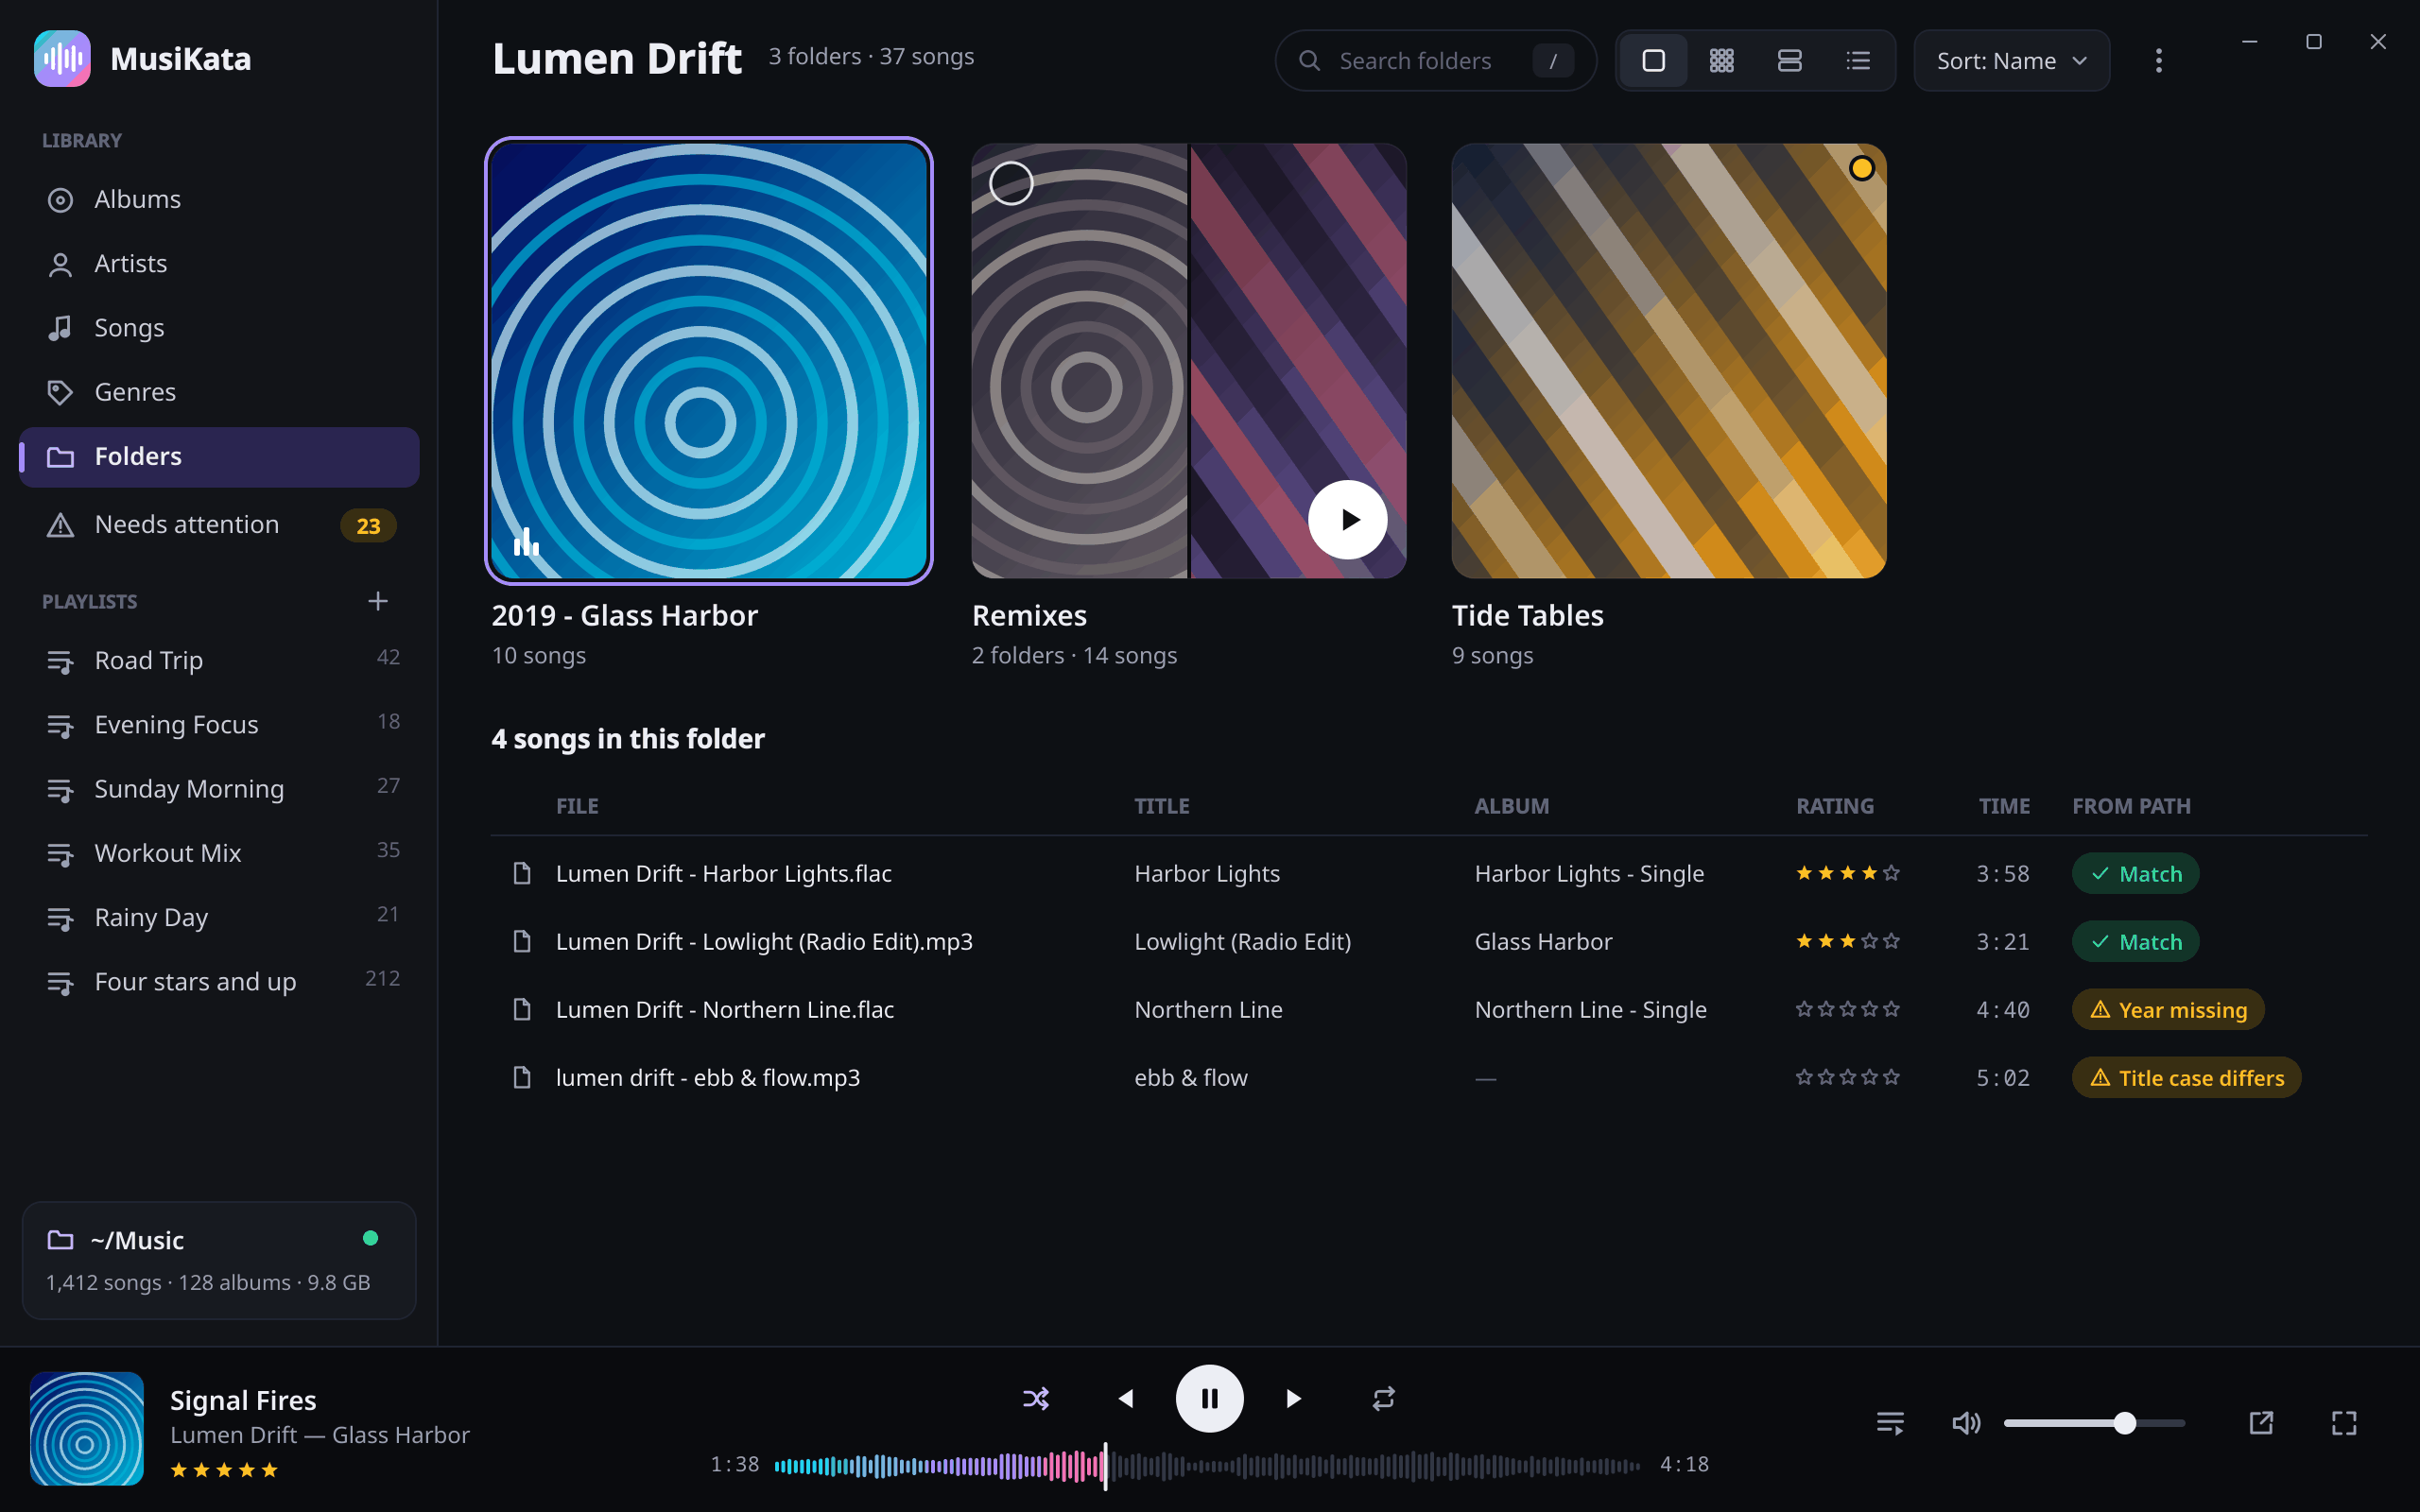 MusiKata
LIBRARY
Albums
Artists
Songs
Genres
Folders
Needs attention 23
PLAYLISTS
Road Trip 42
Evening Focus 18
Sunday Morning 27
Workout Mix 35
Rainy Day 21
Four stars and up 212
~/Music
1,412 songs · 128 albums · 9.8 GB
Lumen Drift 3 folders · 37 songs
Search folders /
Sort: Name
2019 - Glass Harbor
10 songs
Remixes
2 folders · 14 songs
Tide Tables
9 songs
4 songs in this folder
FILE TITLE ALBUM RATING TIME FROM PATH
Lumen Drift - Harbor Lights.flac Harbor Lights Harbor Lights - Single 3:58 Match
Lumen Drift - Lowlight (Radio Edit).mp3 Lowlight (Radio Edit) Glass Harbor 3:21 Match
Lumen Drift - Northern Line.flac Northern Line Northern Line - Single 4:40 Year missing
lumen drift - ebb & flow.mp3 ebb & flow — 5:02 Title case differs
Signal Fires
Lumen Drift — Glass Harbor
1:38 4:18